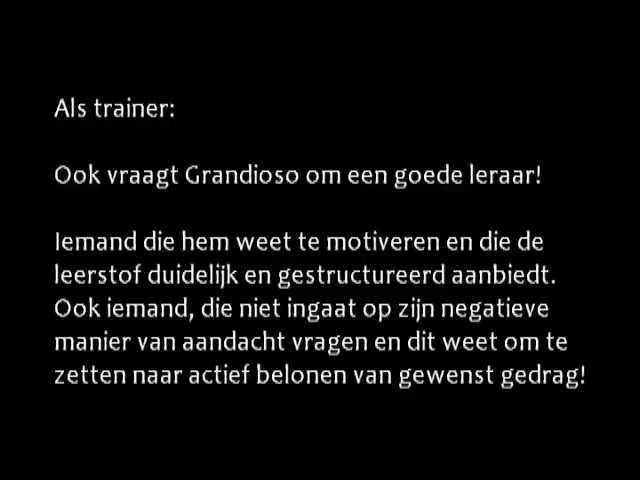 Als trainer:
Ook vraagt Grandioso om een goede leraar!
Iemand die hem weet te motiveren en die de
leerstof duidelijk en gestructureerd aanbiedt.
Ook iemand, die niet ingaat op zijn negatieve
manier van aandacht vragen en dit weet om te
zetten naar actief belonen van gewenst gedrag!